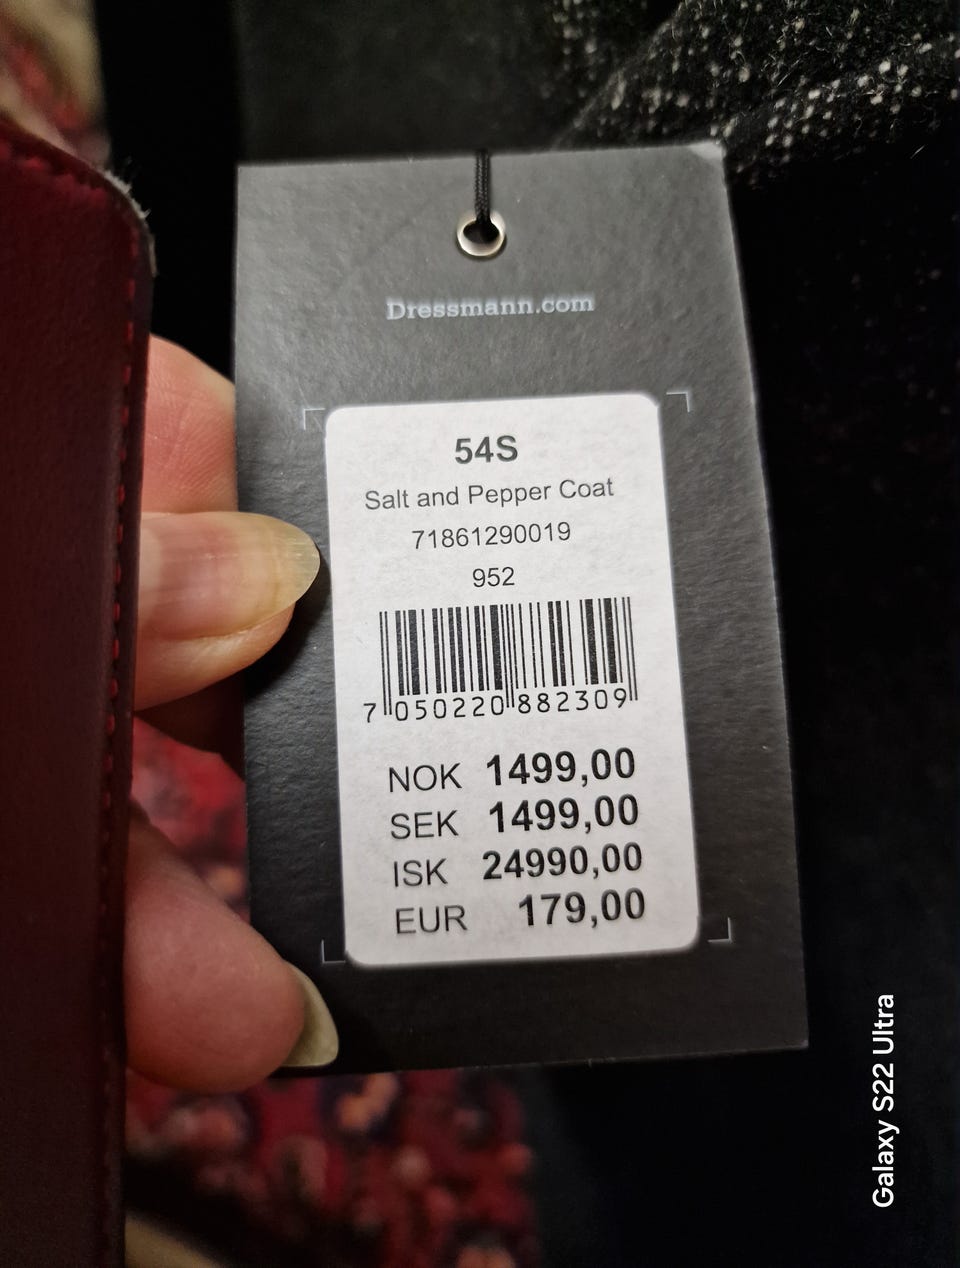 Dressmann.com
54S
Salt and Pepper Coat
71861290019
952
7 050220 882309
NOK 1499,00
SEK 1499,00
ISK 24990,00
EUR 179,00
Galaxy S22 Ultra